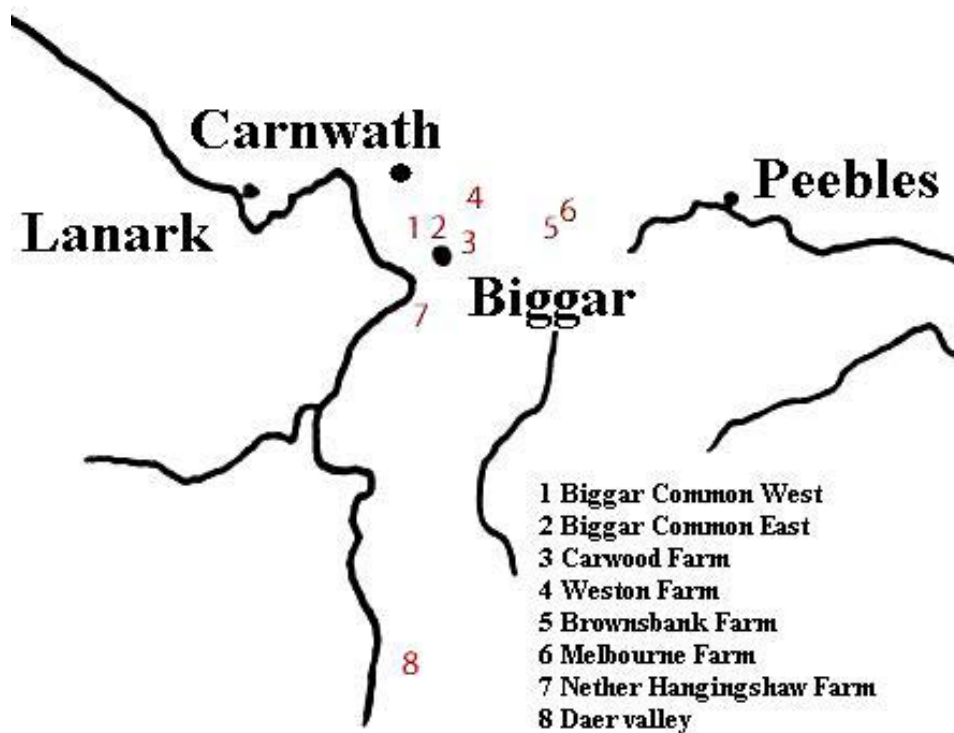 Carnwath
Peebles
Lanark
4
6
1 2 3
5
Biggar
7
8
1 Biggar Common West
2 Biggar Common East
3 Carwood Farm
4 Weston Farm
5 Brownsbank Farm
6 Melbourne Farm
7 Nether Hangingshaw Farm
8 Daer valley